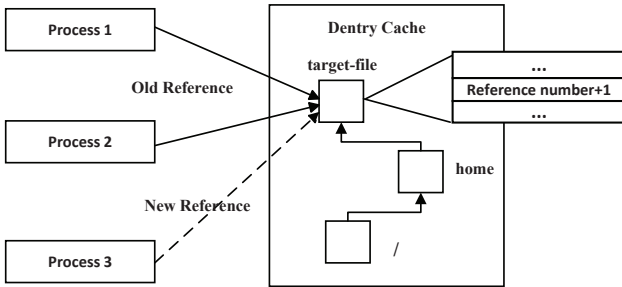 Process 1
Dentry Cache
target-file
...
Old Reference
Reference number+1
...
Process 2
home
New Reference
/
Process 3